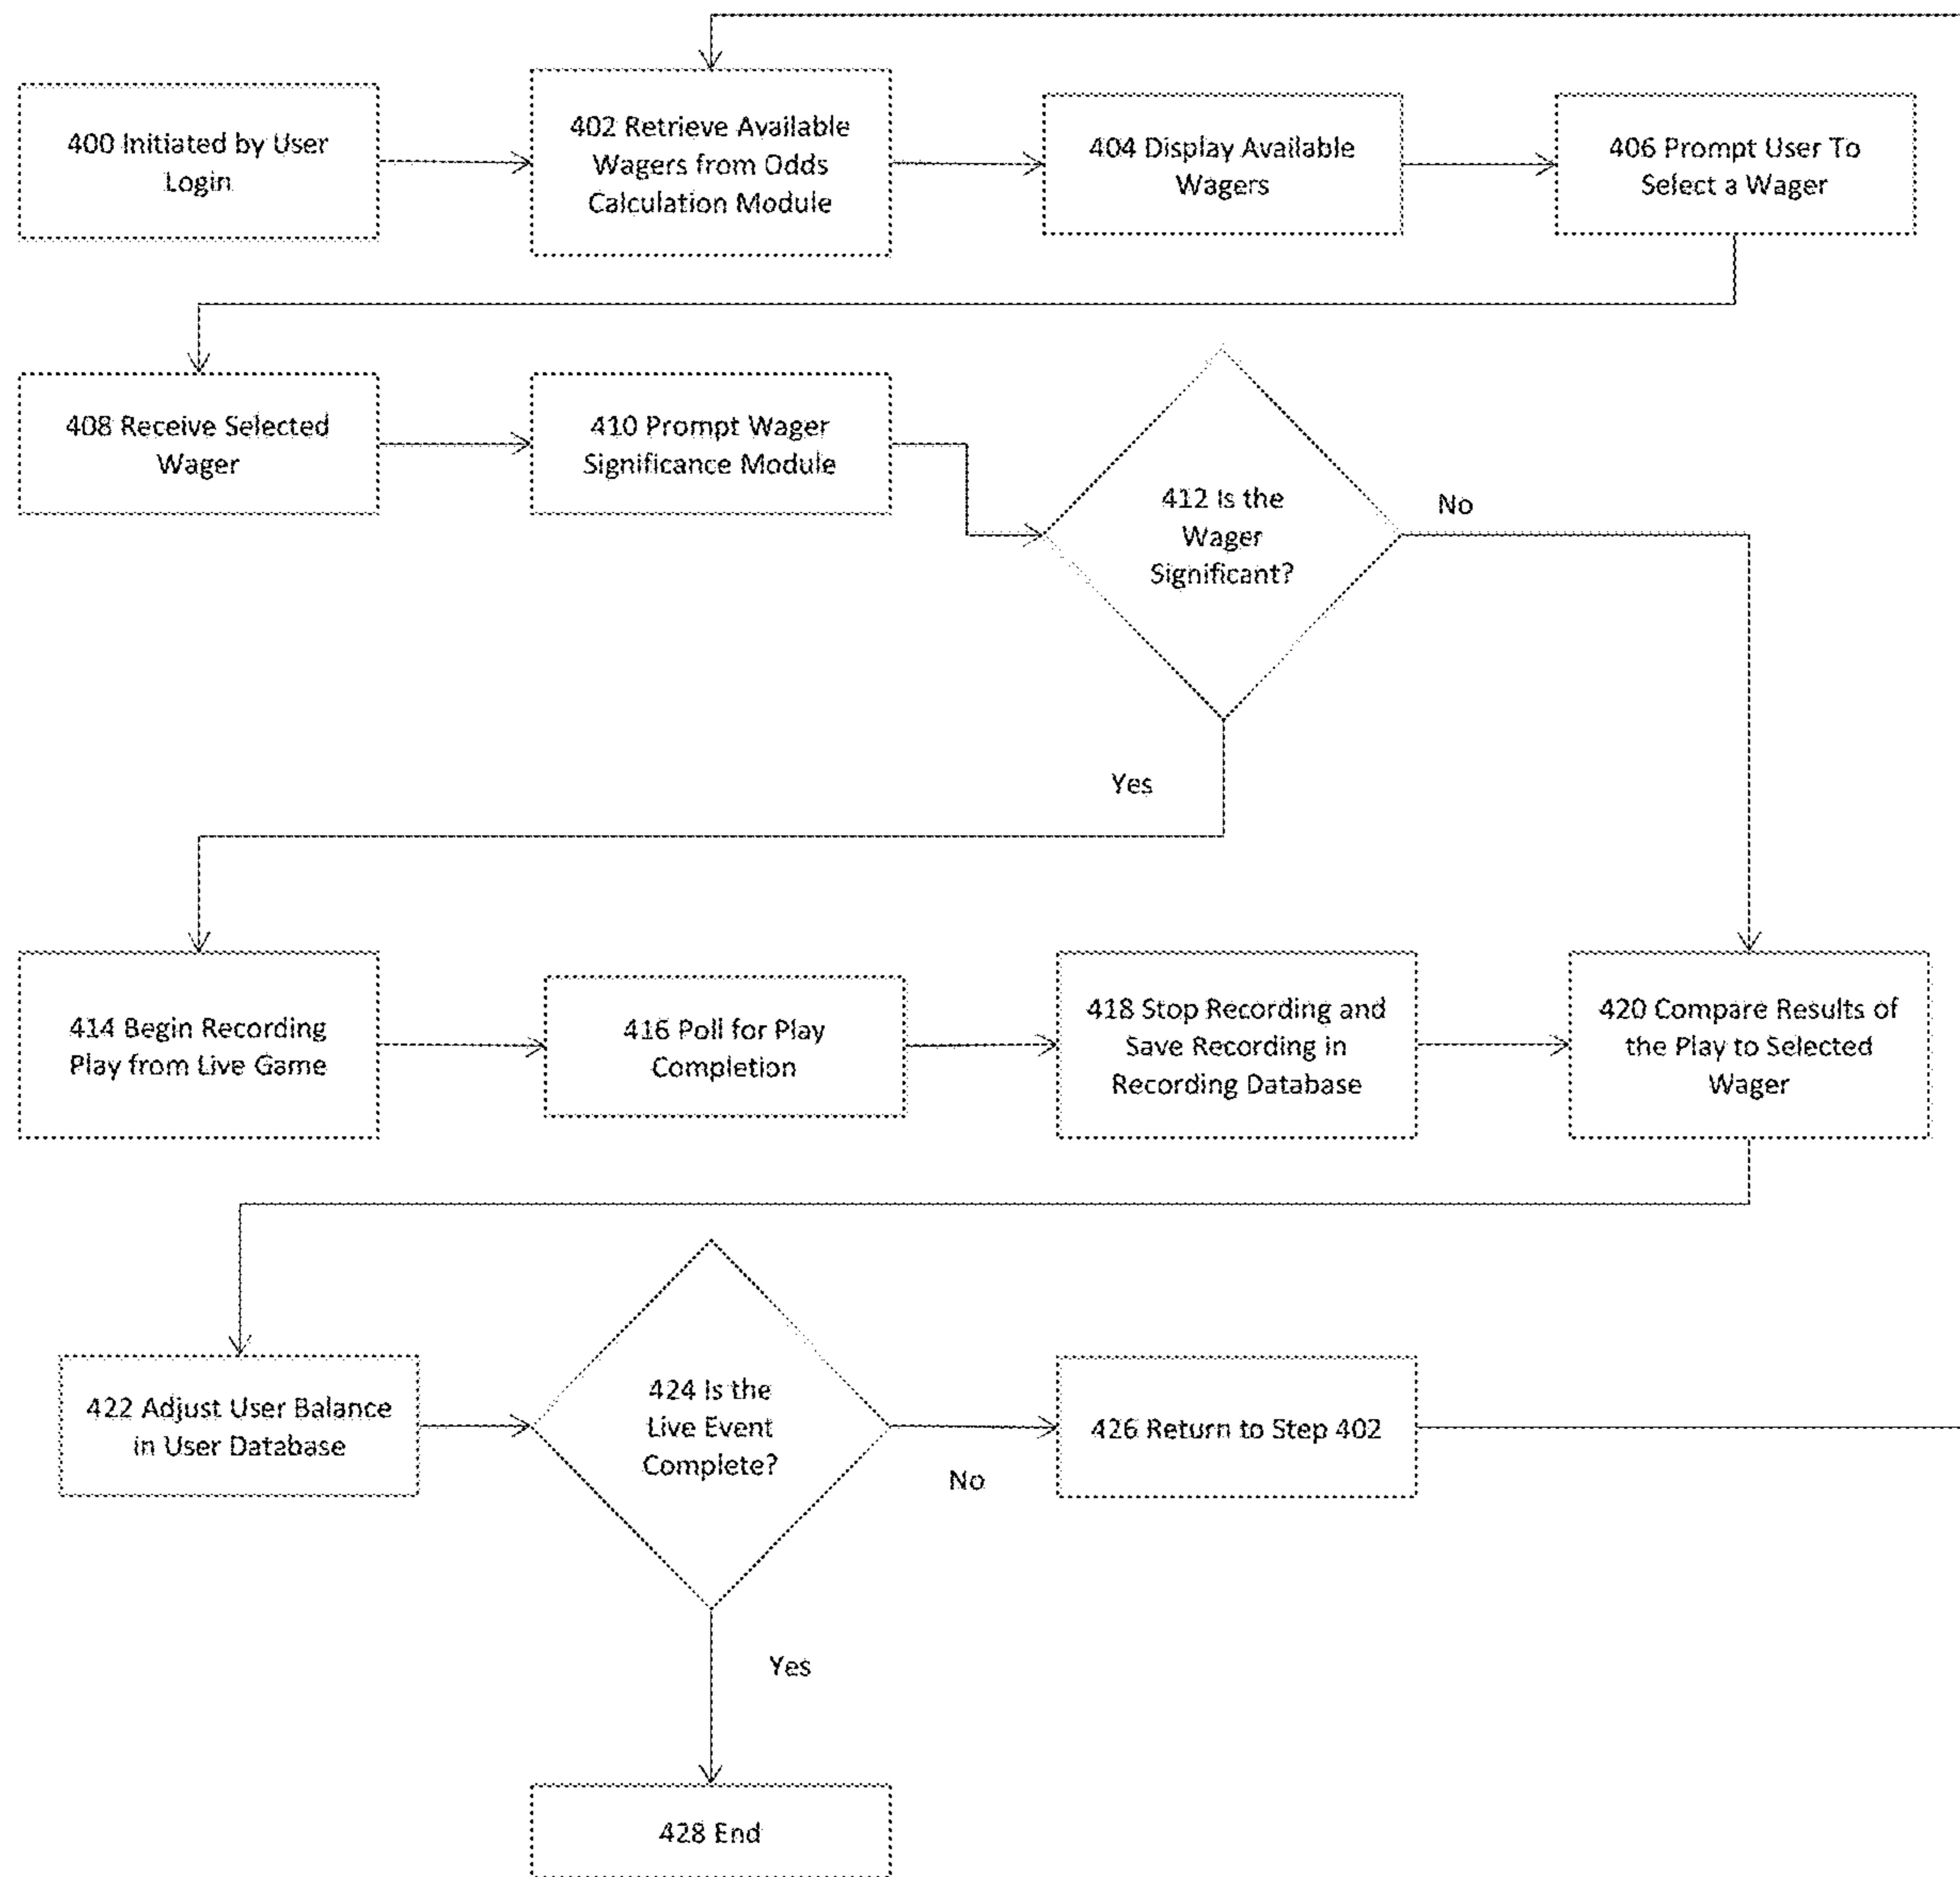 400 Initiated by User
Login
402 Retrieve Available
Wagers from Odds
Calculation Module
404 Display Available
Wagers
406 Prompt User To
Select a Wager
408 Receive Selected
Wager
410 Prompt Wager
Significance Module
412 Is the
Wager
Significant?
No
Yes
414 Begin Recording
Play from Live Game
416 Poll for Play
Completion
418 Stop Recording and
Save Recording in
Recording Database
420 Compare Results of
the Play to Selected
Wager
422 Adjust User Balance
in User Database
424 Is the
Live Event
Complete?
No
426 Return to Step 402
Yes
428 End